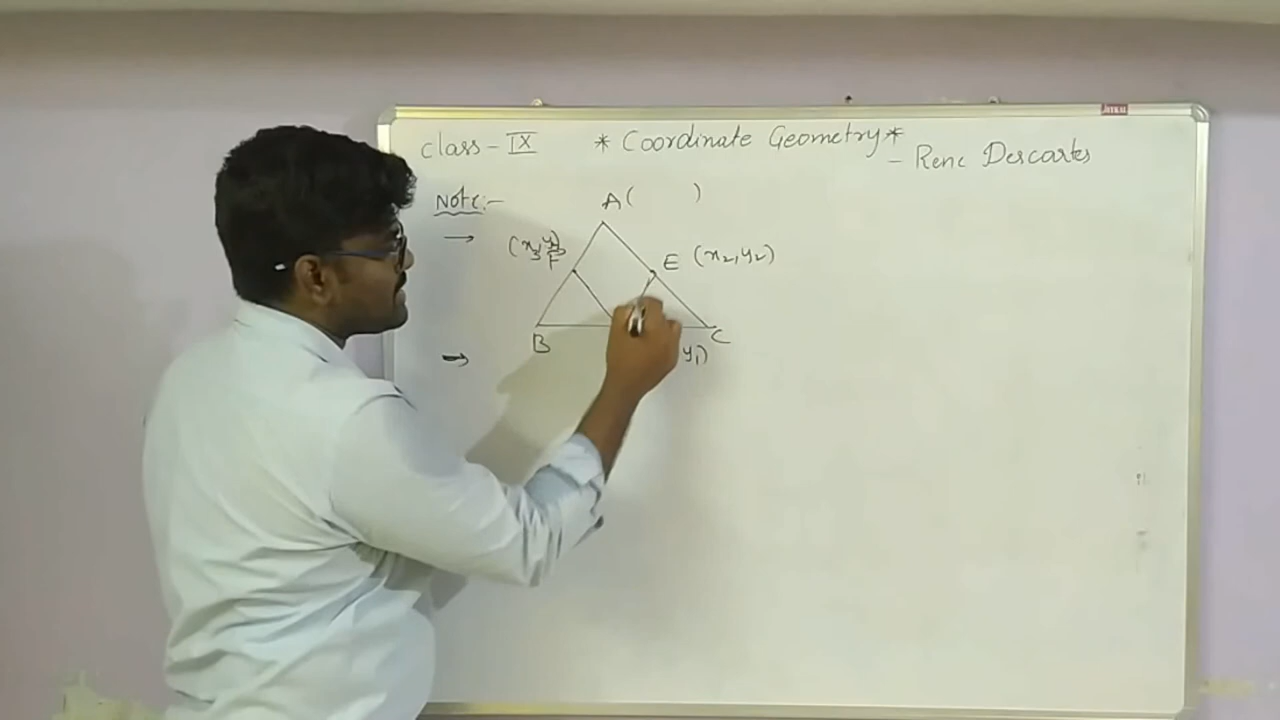 class - IX * Coordinate Geometry *
- Rene Descartes
Note:-
→ A( )
(x3,y3) F E (x2,y2)
B C
→ y1)